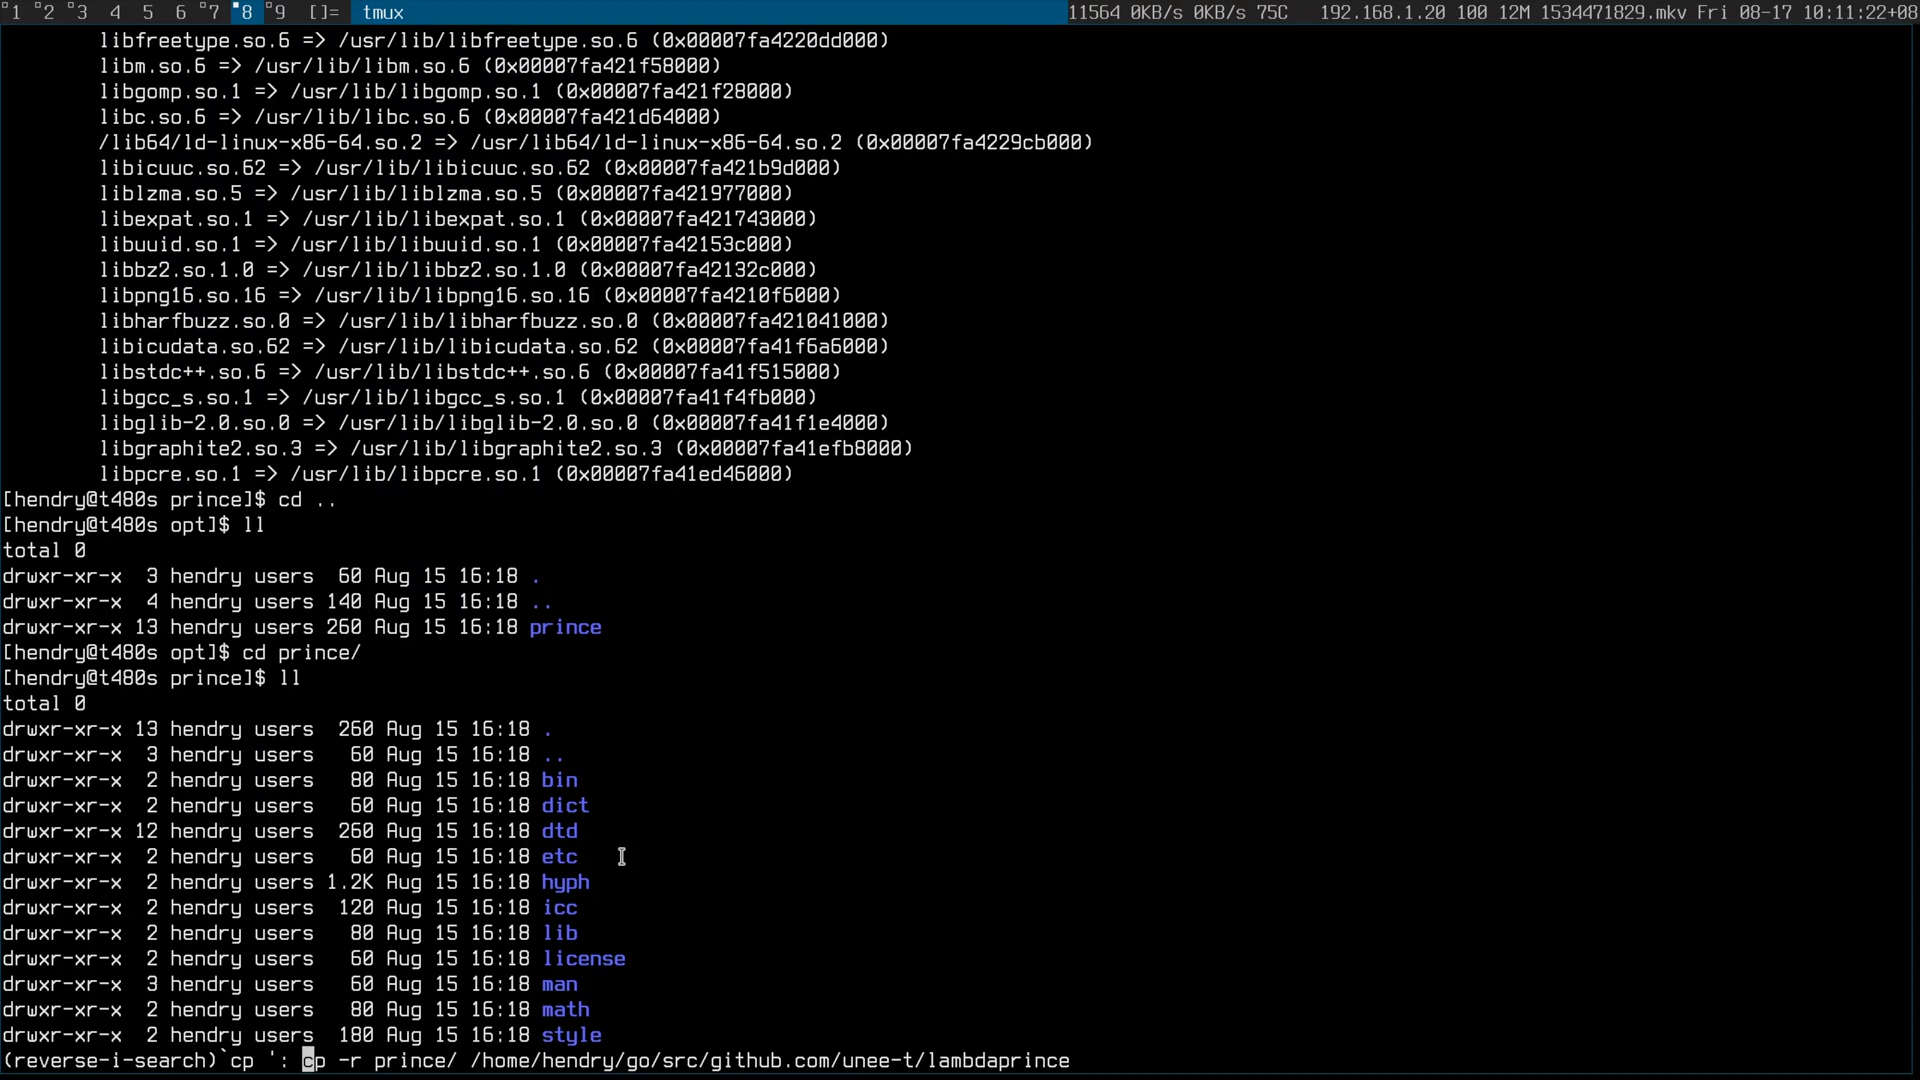 1 2 3 4 5 6 7 8 9 []= tmux 11564 0KB/s 0KB/s 75C 192.168.1.20 100 12M 1534471829.mkv Fri 08-17 10:11:22+08
libfreetype.so.6 => /usr/lib/libfreetype.so.6 (0x00007fa4220dd000)
libm.so.6 => /usr/lib/libm.so.6 (0x00007fa421f58000)
libgomp.so.1 => /usr/lib/libgomp.so.1 (0x00007fa421f28000)
libc.so.6 => /usr/lib/libc.so.6 (0x00007fa421d64000)
/lib64/ld-linux-x86-64.so.2 => /usr/lib64/ld-linux-x86-64.so.2 (0x00007fa4229cb000)
libicuuc.so.62 => /usr/lib/libicuuc.so.62 (0x00007fa421b9d000)
liblzma.so.5 => /usr/lib/liblzma.so.5 (0x00007fa421977000)
libexpat.so.1 => /usr/lib/libexpat.so.1 (0x00007fa421743000)
libuuid.so.1 => /usr/lib/libuuid.so.1 (0x00007fa42153c000)
libbz2.so.1.0 => /usr/lib/libbz2.so.1.0 (0x00007fa42132c000)
libpng16.so.16 => /usr/lib/libpng16.so.16 (0x00007fa4210f6000)
libharfbuzz.so.0 => /usr/lib/libharfbuzz.so.0 (0x00007fa421041000)
libicudata.so.62 => /usr/lib/libicudata.so.62 (0x00007fa41f6a6000)
libstdc++.so.6 => /usr/lib/libstdc++.so.6 (0x00007fa41f515000)
libgcc_s.so.1 => /usr/lib/libgcc_s.so.1 (0x00007fa41f4fb000)
libglib-2.0.so.0 => /usr/lib/libglib-2.0.so.0 (0x00007fa41f1e4000)
libgraphite2.so.3 => /usr/lib/libgraphite2.so.3 (0x00007fa41efb8000)
libpcre.so.1 => /usr/lib/libpcre.so.1 (0x00007fa41ed46000)
[hendry@t480s prince]$ cd ..
[hendry@t480s opt]$ ll
total 0
drwxr-xr-x  3 hendry users  60 Aug 15 16:18 .
drwxr-xr-x  4 hendry users 140 Aug 15 16:18 ..
drwxr-xr-x 13 hendry users 260 Aug 15 16:18 prince
[hendry@t480s opt]$ cd prince/
[hendry@t480s prince]$ ll
total 0
drwxr-xr-x 13 hendry users  260 Aug 15 16:18 .
drwxr-xr-x  3 hendry users   60 Aug 15 16:18 ..
drwxr-xr-x  2 hendry users   80 Aug 15 16:18 bin
drwxr-xr-x  2 hendry users   60 Aug 15 16:18 dict
drwxr-xr-x 12 hendry users  260 Aug 15 16:18 dtd
drwxr-xr-x  2 hendry users   60 Aug 15 16:18 etc
drwxr-xr-x  2 hendry users 1.2K Aug 15 16:18 hyph
drwxr-xr-x  2 hendry users  120 Aug 15 16:18 icc
drwxr-xr-x  2 hendry users   80 Aug 15 16:18 lib
drwxr-xr-x  2 hendry users   60 Aug 15 16:18 license
drwxr-xr-x  3 hendry users   60 Aug 15 16:18 man
drwxr-xr-x  2 hendry users   80 Aug 15 16:18 math
drwxr-xr-x  2 hendry users  180 Aug 15 16:18 style
(reverse-i-search)`cp ': cp -r prince/ /home/hendry/go/src/github.com/unee-t/lambdaprince